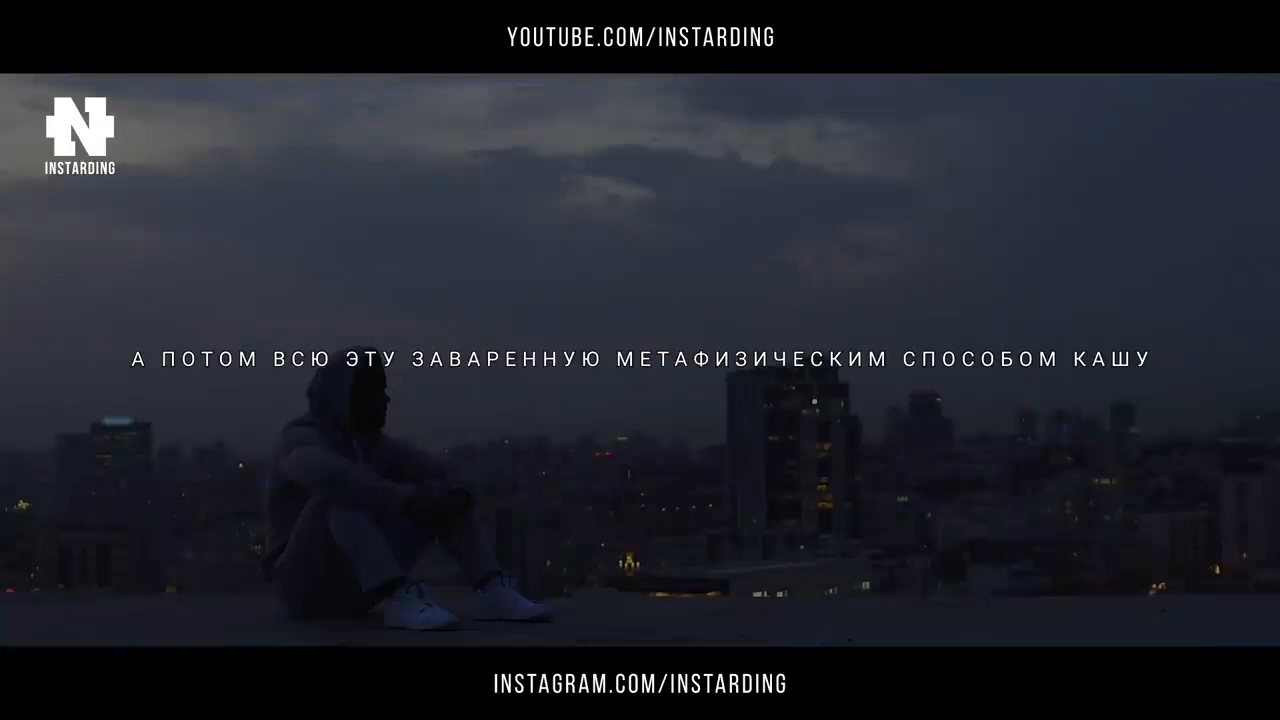 YOUTUBE.COM/INSTARDING
N
INSTARDING
А ПОТОМ ВСЮ ЭТУ ЗАВАРЕННУЮ МЕТАФИЗИЧЕСКИМ СПОСОБОМ КАШУ
INSTAGRAM.COM/INSTARDING